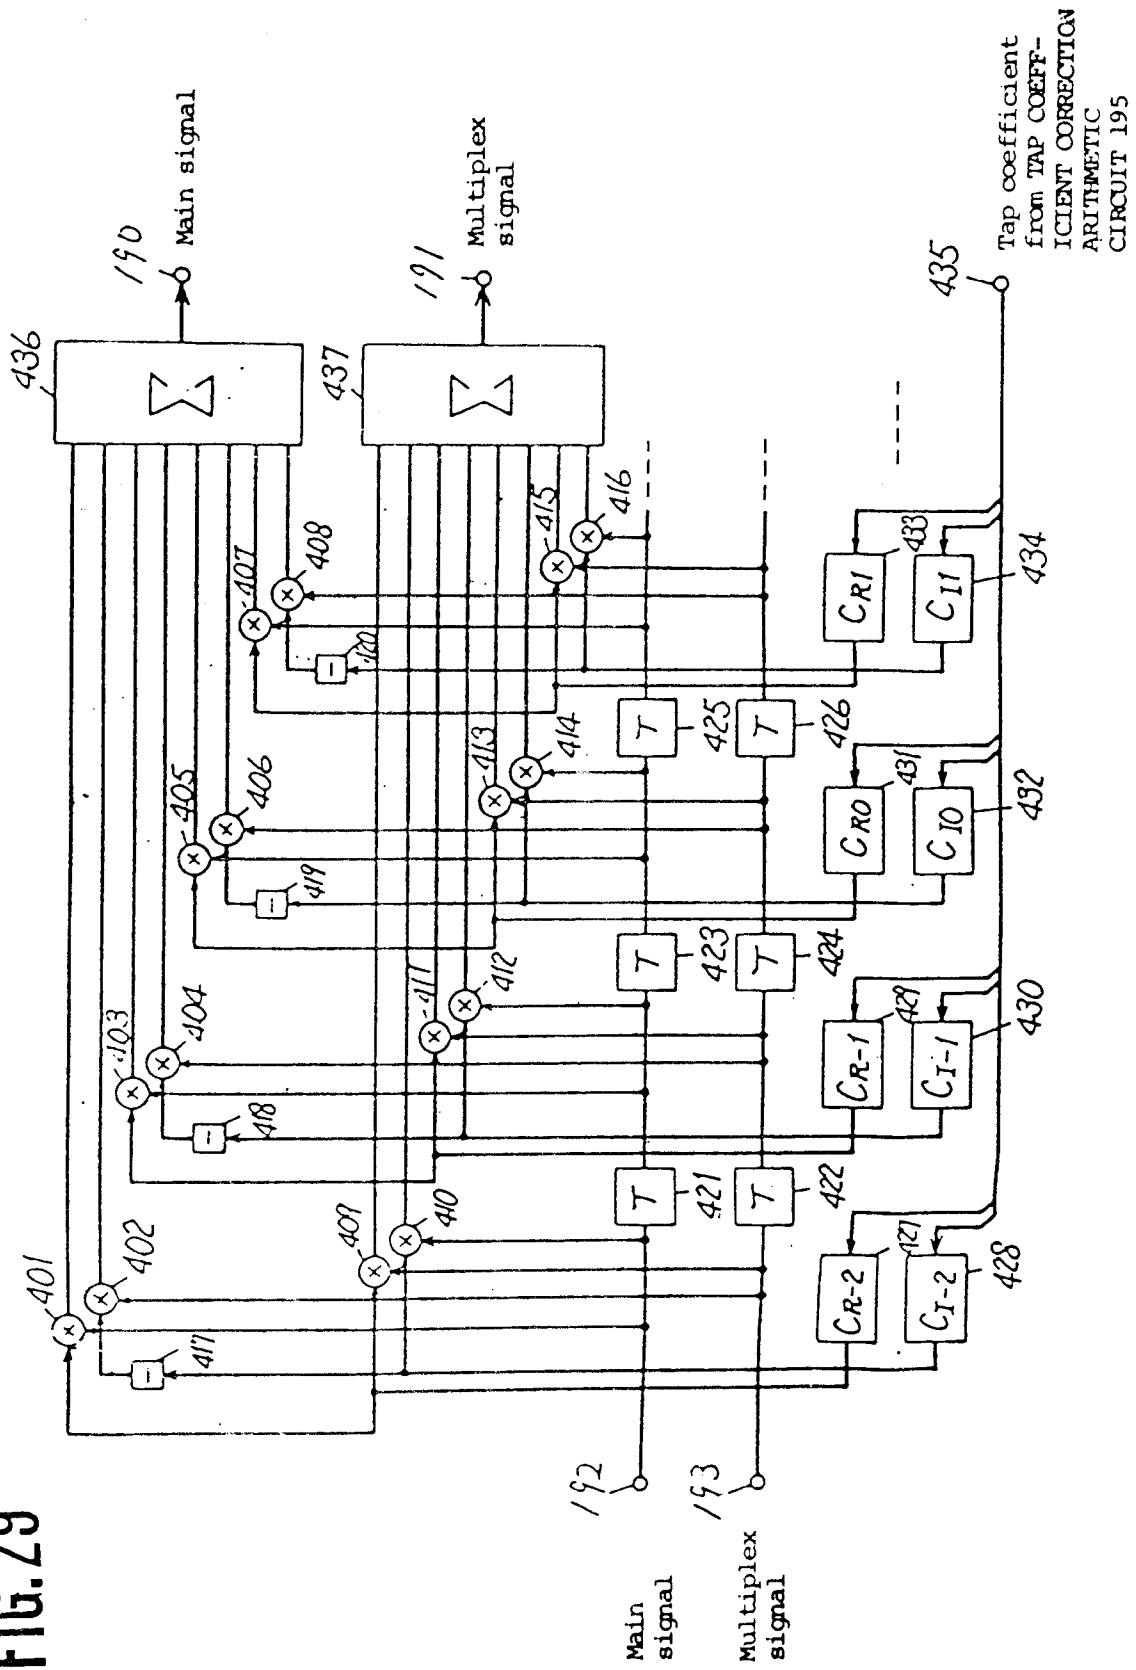 FIG. 29
401
402
417
409
410
403
404
418
411
412
405
406
419
413
414
407
408
420
415
416
436
Σ
190
Main signal
437
Σ
191
Multiplex
signal
192
Main
signal
193
Multiplex
signal
T
421
T
422
T
423
T
424
T
425
T
426
CR-2
427
CI-2
428
CR-1
429
CI-1
430
CR0
431
CI0
432
CR1
433
CI1
434
435
Tap coefficient
from TAP COEFF-
ICIENT CORRECTION
ARITHMETIC
CIRCUIT 195